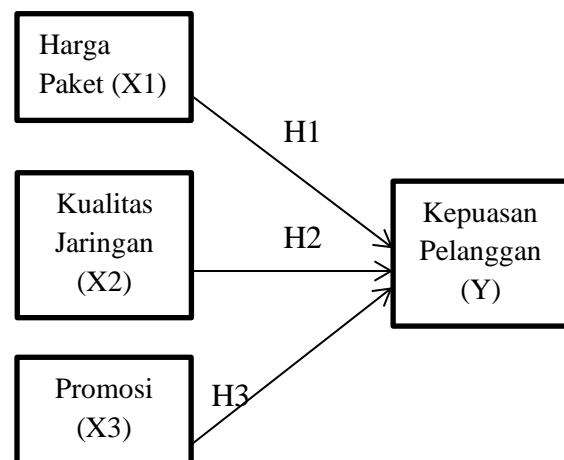 Harga
Paket (X1)
H1
Kualitas
Jaringan
(X2)
H2
Kepuasan
Pelanggan
(Y)
Promosi
(X3)
H3